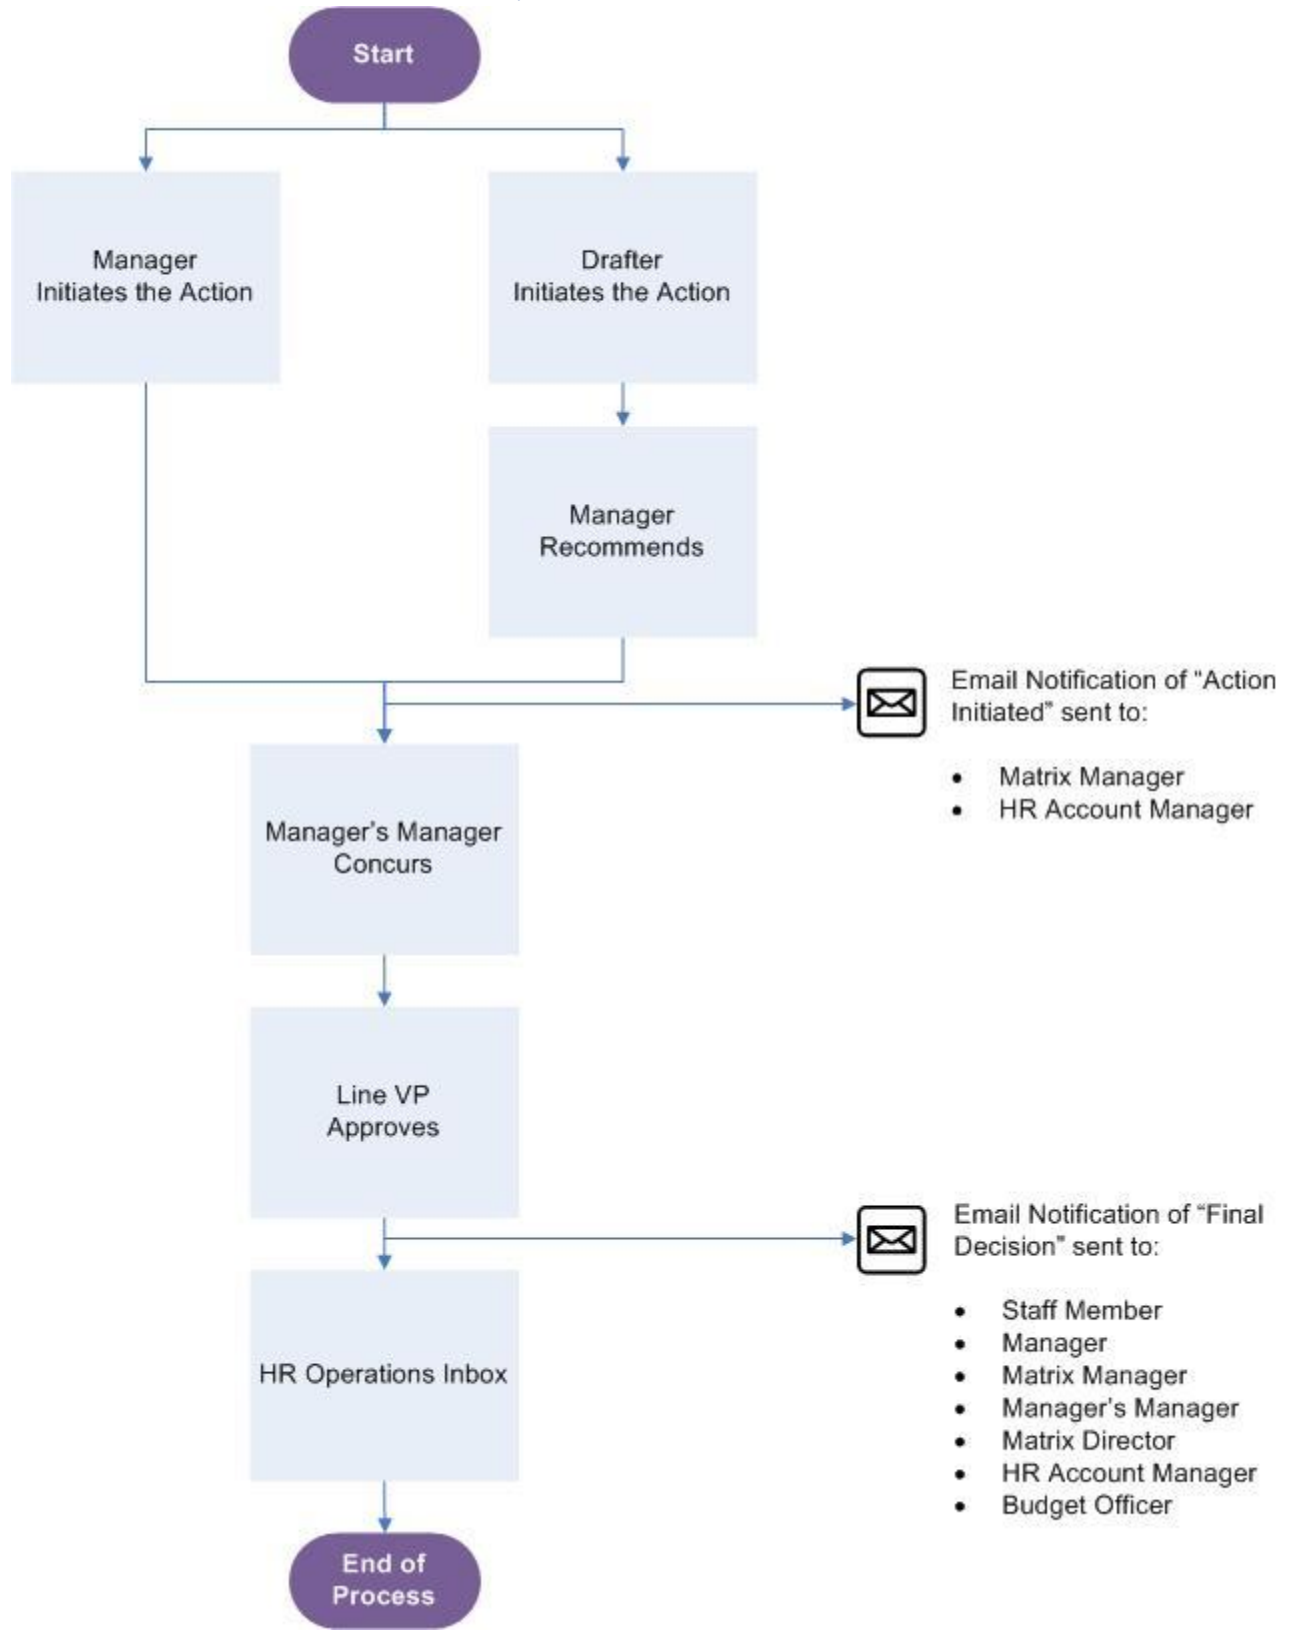 Start
Manager
Initiates the Action
Drafter
Initiates the Action
Manager
Recommends
Email Notification of “Action
Initiated” sent to:
• Matrix Manager
• HR Account Manager
Manager’s Manager
Concurs
Line VP
Approves
Email Notification of “Final
Decision” sent to:
• Staff Member
• Manager
• Matrix Manager
• Manager’s Manager
• Matrix Director
• HR Account Manager
• Budget Officer
HR Operations Inbox
End of
Process